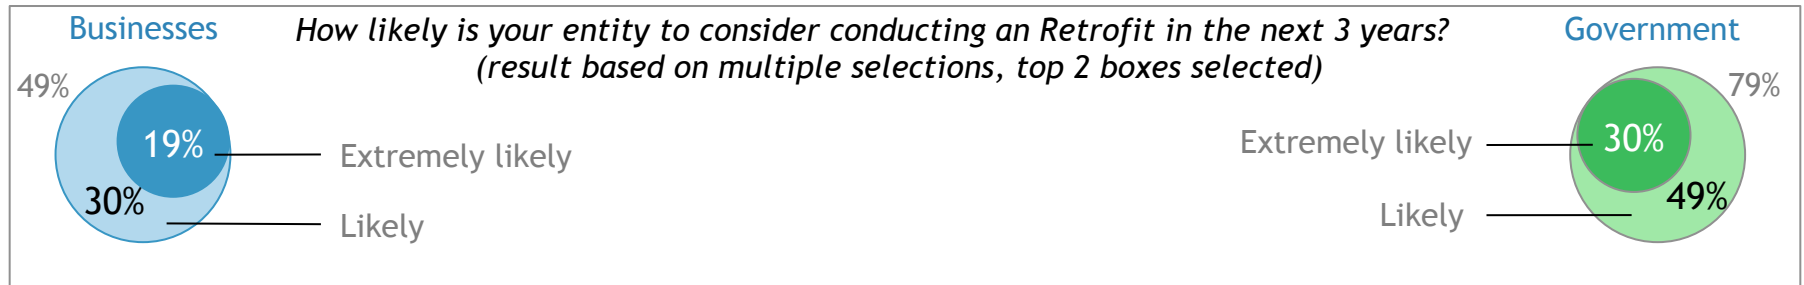 Businesses
How likely is your entity to consider conducting an Retrofit in the next 3 years?
(result based on multiple selections, top 2 boxes selected)
Government
49%
19%
30%
Extremely likely
Likely
79%
30%
49%
Extremely likely
Likely